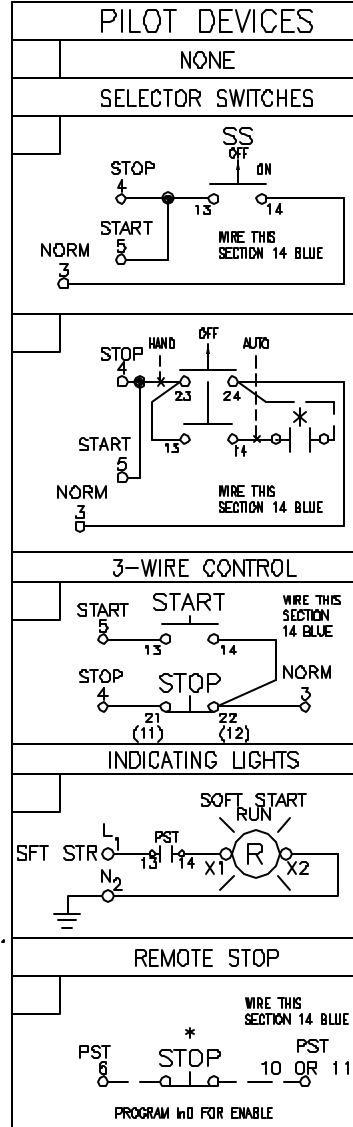 PILOT DEVICES
NONE
SELECTOR SWITCHES
SS
OFF
ON
STOP
4
13
14
START
5
WIRE THIS
SECTION 14 BLUE
NORM
3
HAND
OFF
AUTO
STOP
4
23
24
13
14
START
5
NORM
3
WIRE THIS
SECTION 14 BLUE
3-WIRE CONTROL
START
5
START
13
14
WIRE THIS
SECTION
14 BLUE
STOP
4
STOP
NORM
3
21
22
(11)
(12)
INDICATING LIGHTS
SOFT START
RUN
SFT STR
L1
PST
13
14
X1
R
X2
N2
REMOTE STOP
WIRE THIS
SECTION 14 BLUE
*
PST
6
STOP
PST
10 OR 11
PROGRAM In0 FOR ENABLE